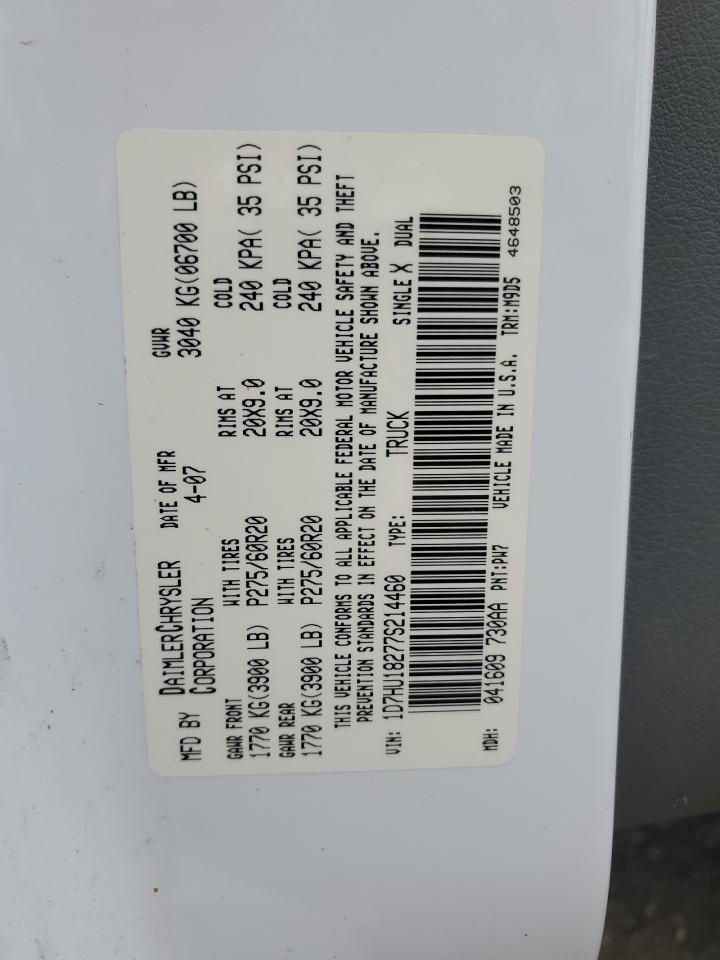 MFD BY DAIMLERCHRYSLER CORPORATION DATE OF MFR 4-07 GVWR 3040 KG(06700 LB)
GAWR FRONT WITH TIRES RIMS AT COLD
1770 KG(3900 LB) P275/60R20 20X9.0 240 KPA( 35 PSI)
GAWR REAR WITH TIRES RIMS AT COLD
1770 KG(3900 LB) P275/60R20 20X9.0 240 KPA( 35 PSI)
THIS VEHICLE CONFORMS TO ALL APPLICABLE FEDERAL MOTOR VEHICLE SAFETY AND THEFT
PREVENTION STANDARDS IN EFFECT ON THE DATE OF MANUFACTURE SHOWN ABOVE.
VIN: 1D7HU18277S214460 TYPE: TRUCK SINGLE X DUAL
MDH: 041609 730AA PNT:PW7 VEHICLE MADE IN U.S.A. TRM:M9D5
4648503